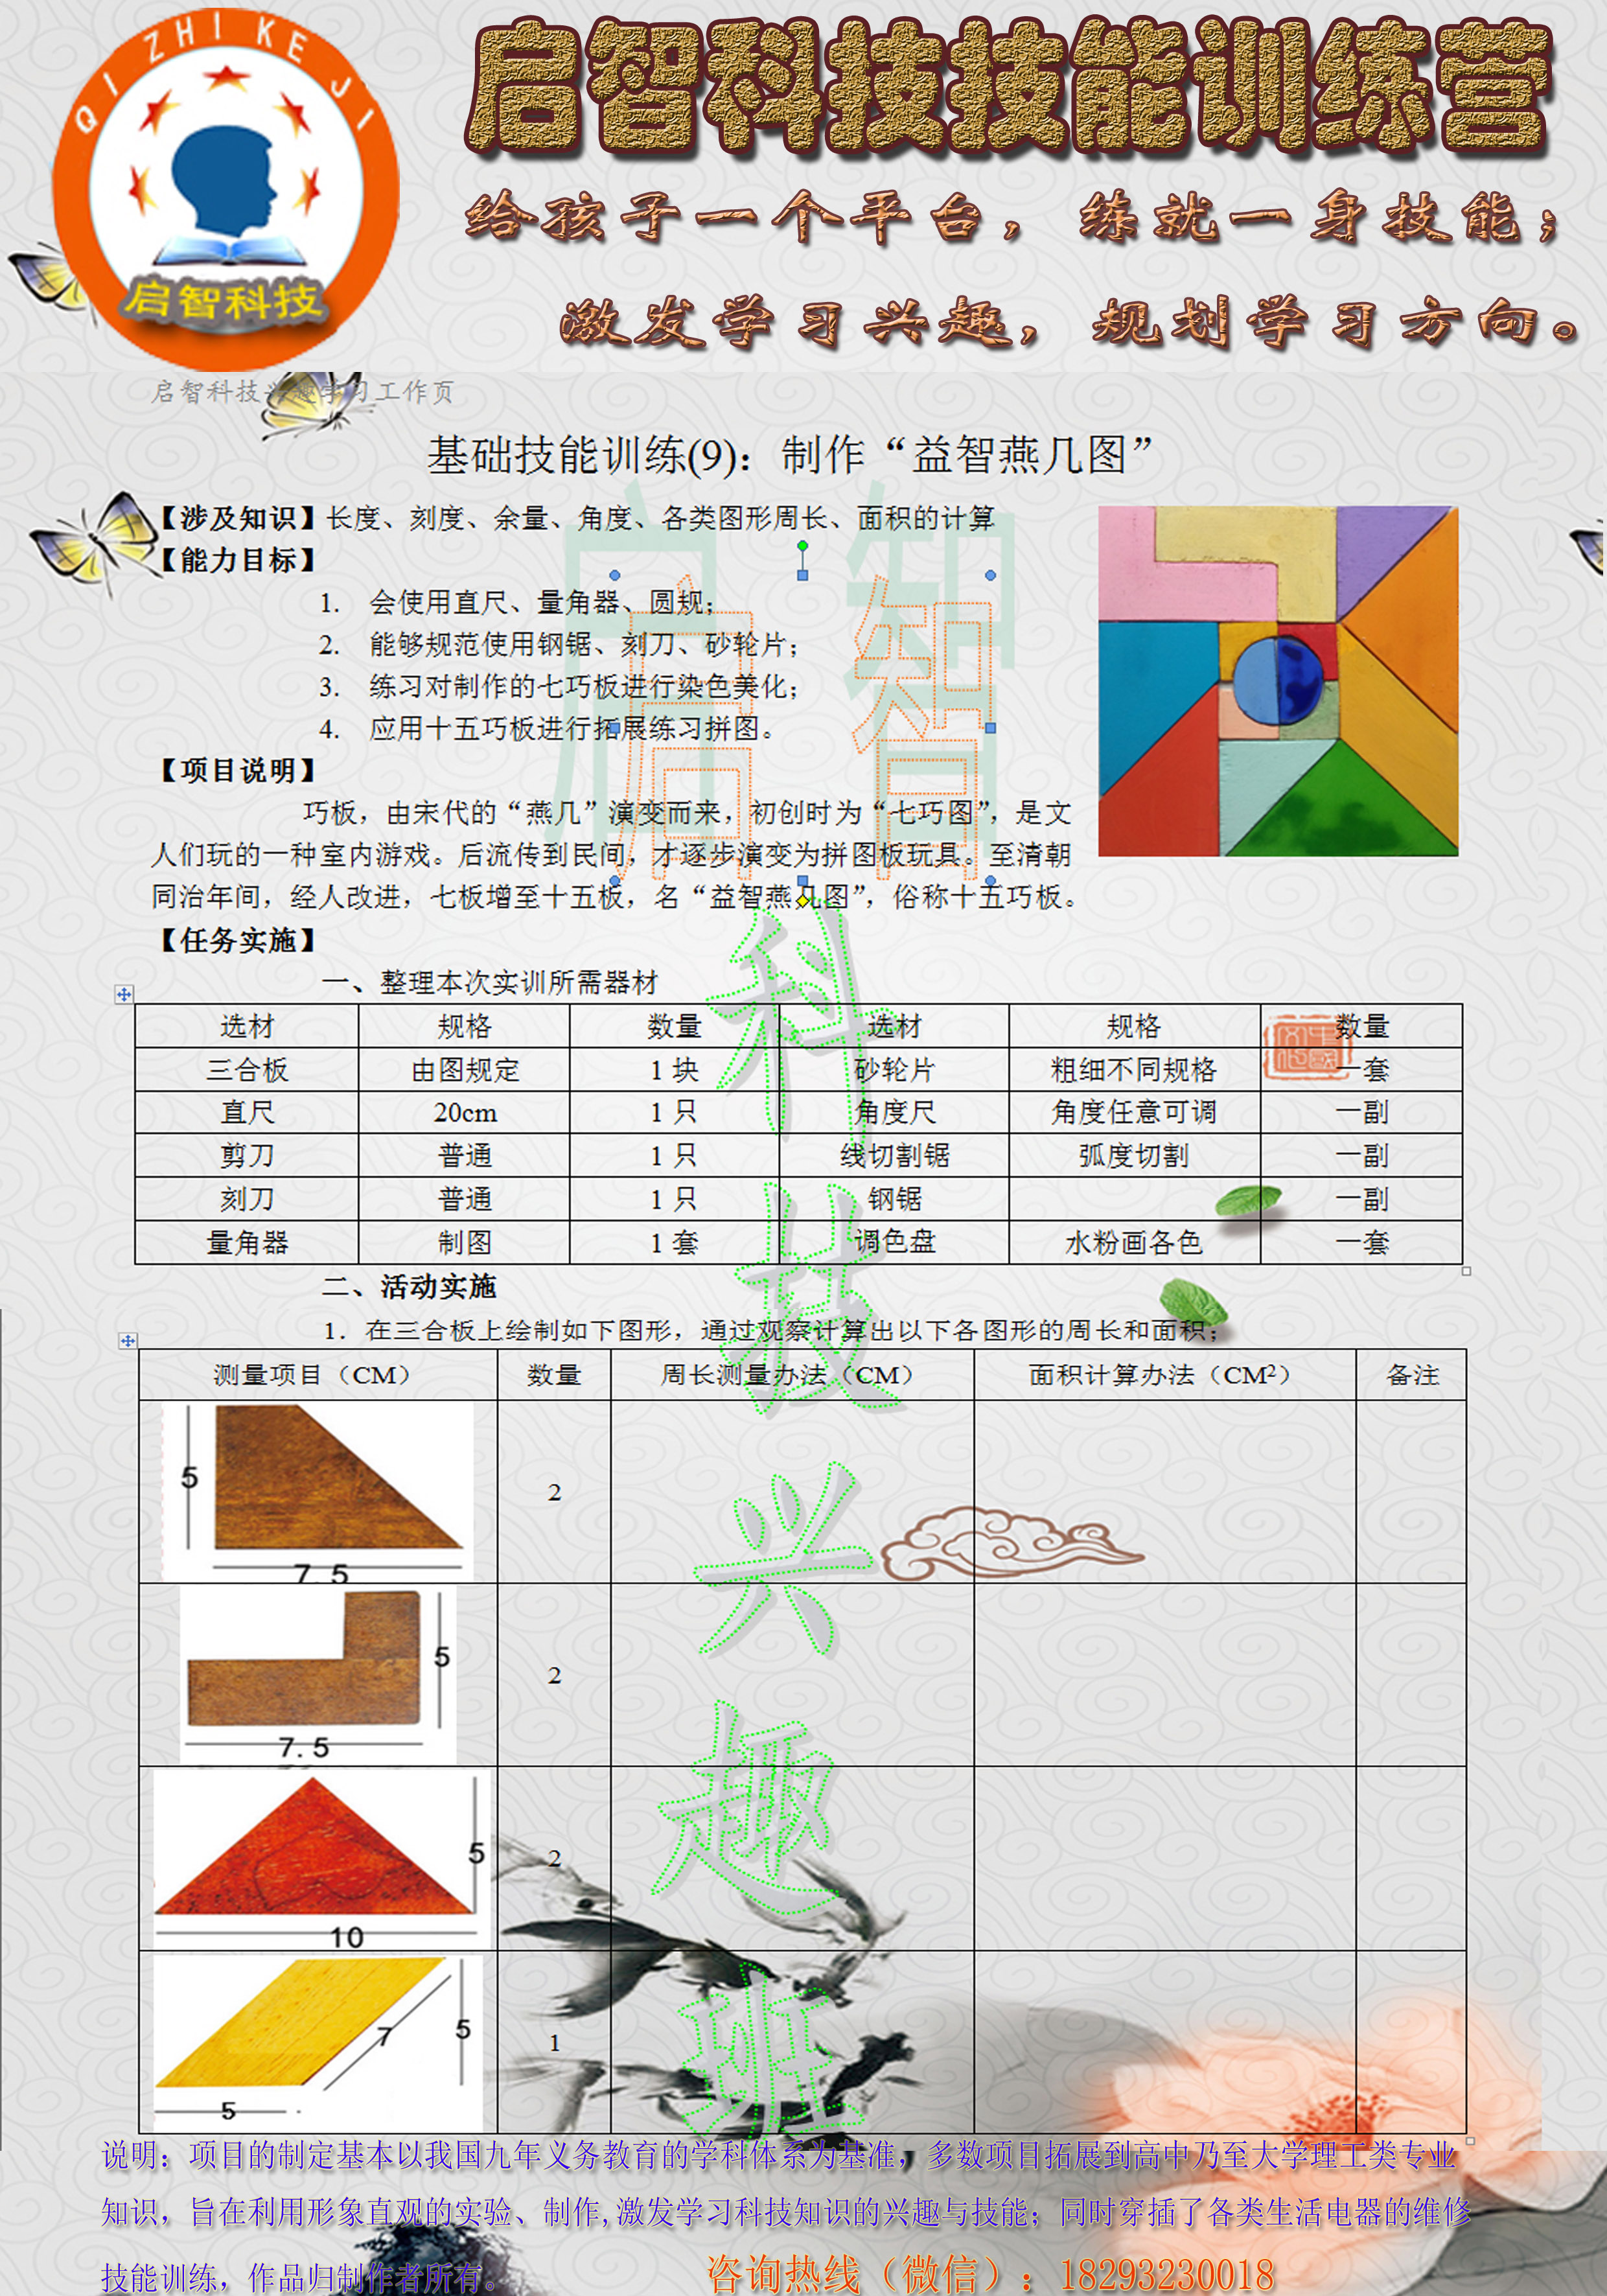 QI ZHI KE JI
启智科技
启智科技技能训练营
给孩子一个平台，练就一身技能；
激发学习兴趣，规划学习方向。
启智科技兴趣学习工作页
基础技能训练(9)：制作“益智燕几图”
【涉及知识】长度、刻度、余量、角度、各类图形周长、面积的计算
【能力目标】
1. 会使用直尺、量角器、圆规；
2. 能够规范使用钢锯、刻刀、砂轮片；
3. 练习对制作的七巧板进行染色美化；
4. 应用十五巧板进行拓展练习拼图。
【项目说明】
巧板，由宋代的“燕几”演变而来，初创时为“七巧图”，是文
人们玩的一种室内游戏。后流传到民间，才逐步演变为拼图板玩具。至清朝
同治年间，经人改进，七板增至十五板，名“益智燕几图”，俗称十五巧板。
【任务实施】
一、整理本次实训所需器材
选材 规格 数量 选材 规格 数量
三合板 由图规定 1 块 砂轮片 粗细不同规格 一套
直尺 20cm 1 只 角度尺 角度任意可调 一副
剪刀 普通 1 只 线切割锯 弧度切割 一副
刻刀 普通 1 只 钢锯 一副
量角器 制图 1 套 调色盘 水粉画各色 一套
二、活动实施
1．在三合板上绘制如下图形，通过观察计算出以下各图形的周长和面积；
测量项目（CM） 数量 周长测量办法（CM） 面积计算办法（CM²） 备注
5
2
7.5
5
2
7.5
5
2
10
7
5
1
5
启智科技兴趣班
说明：项目的制定基本以我国九年义务教育的学科体系为基准，多数项目拓展到高中乃至大学理工类专业
知识，旨在利用形象直观的实验、制作,激发学习科技知识的兴趣与技能；同时穿插了各类生活电器的维修
技能训练，作品归制作者所有。
咨询热线（微信）：18293230018